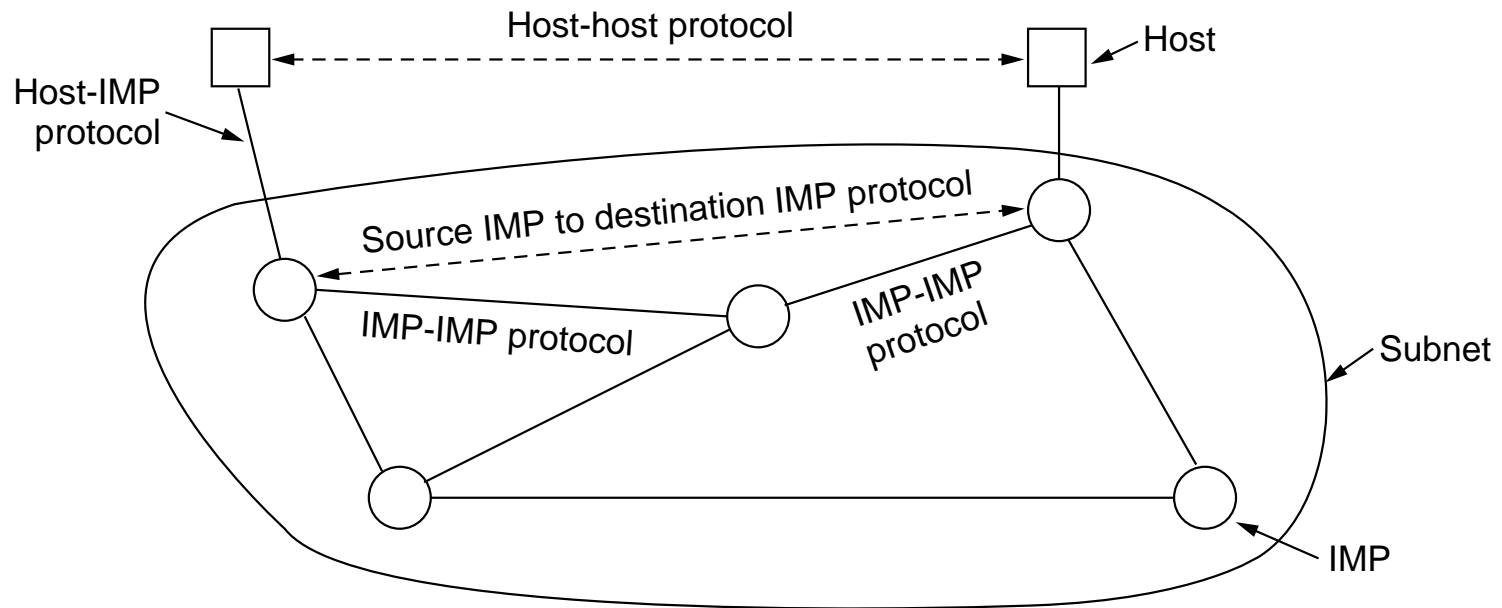 Host-host protocol
Host
Host-IMP
protocol
Source IMP to destination IMP protocol
IMP-IMP protocol
IMP-IMP
protocol
Subnet
IMP